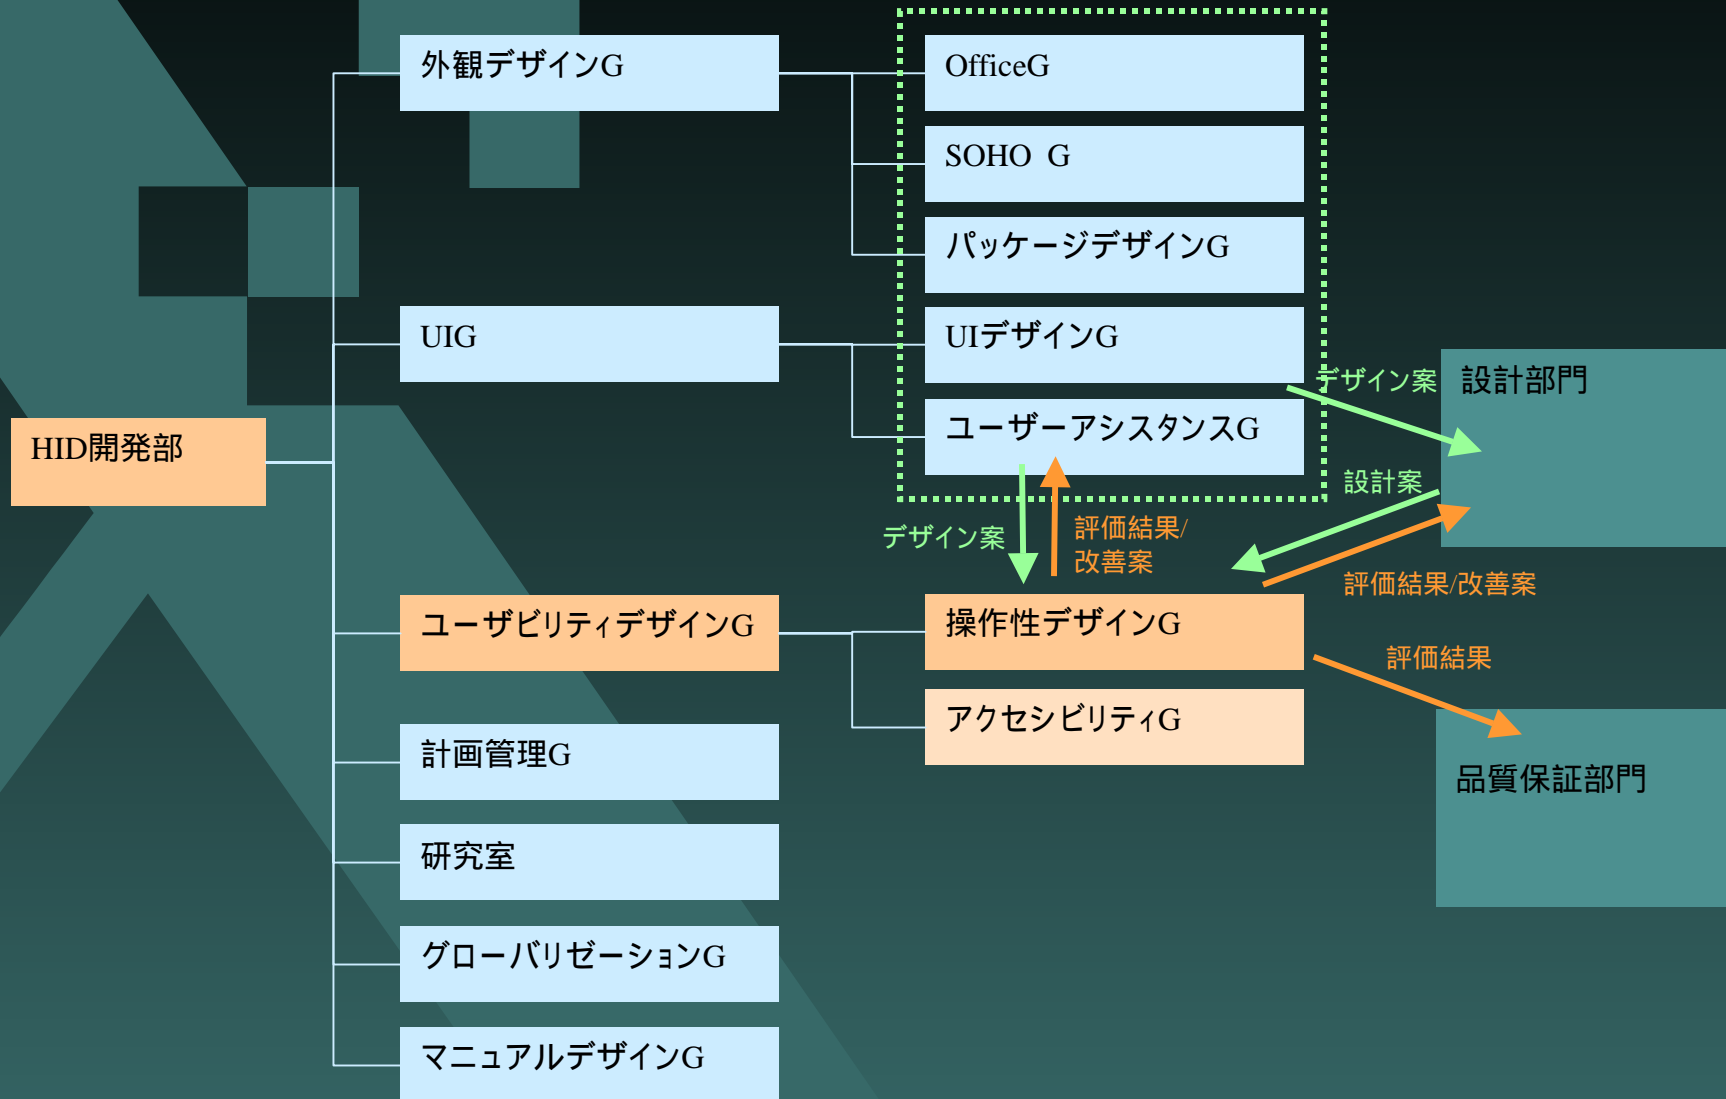 外観デザインG
OfficeG
SOHO G
パッケージデザインG
UIG
UIデザインG
ユーザーアシスタンスG
デザイン案
設計部門
HID開発部
設計案
デザイン案
評価結果/
改善案
評価結果/改善案
ユーザビリティデザインG
操作性デザインG
評価結果
アクセシビリティG
計画管理G
品質保証部門
研究室
グローバリゼーションG
マニュアルデザインG